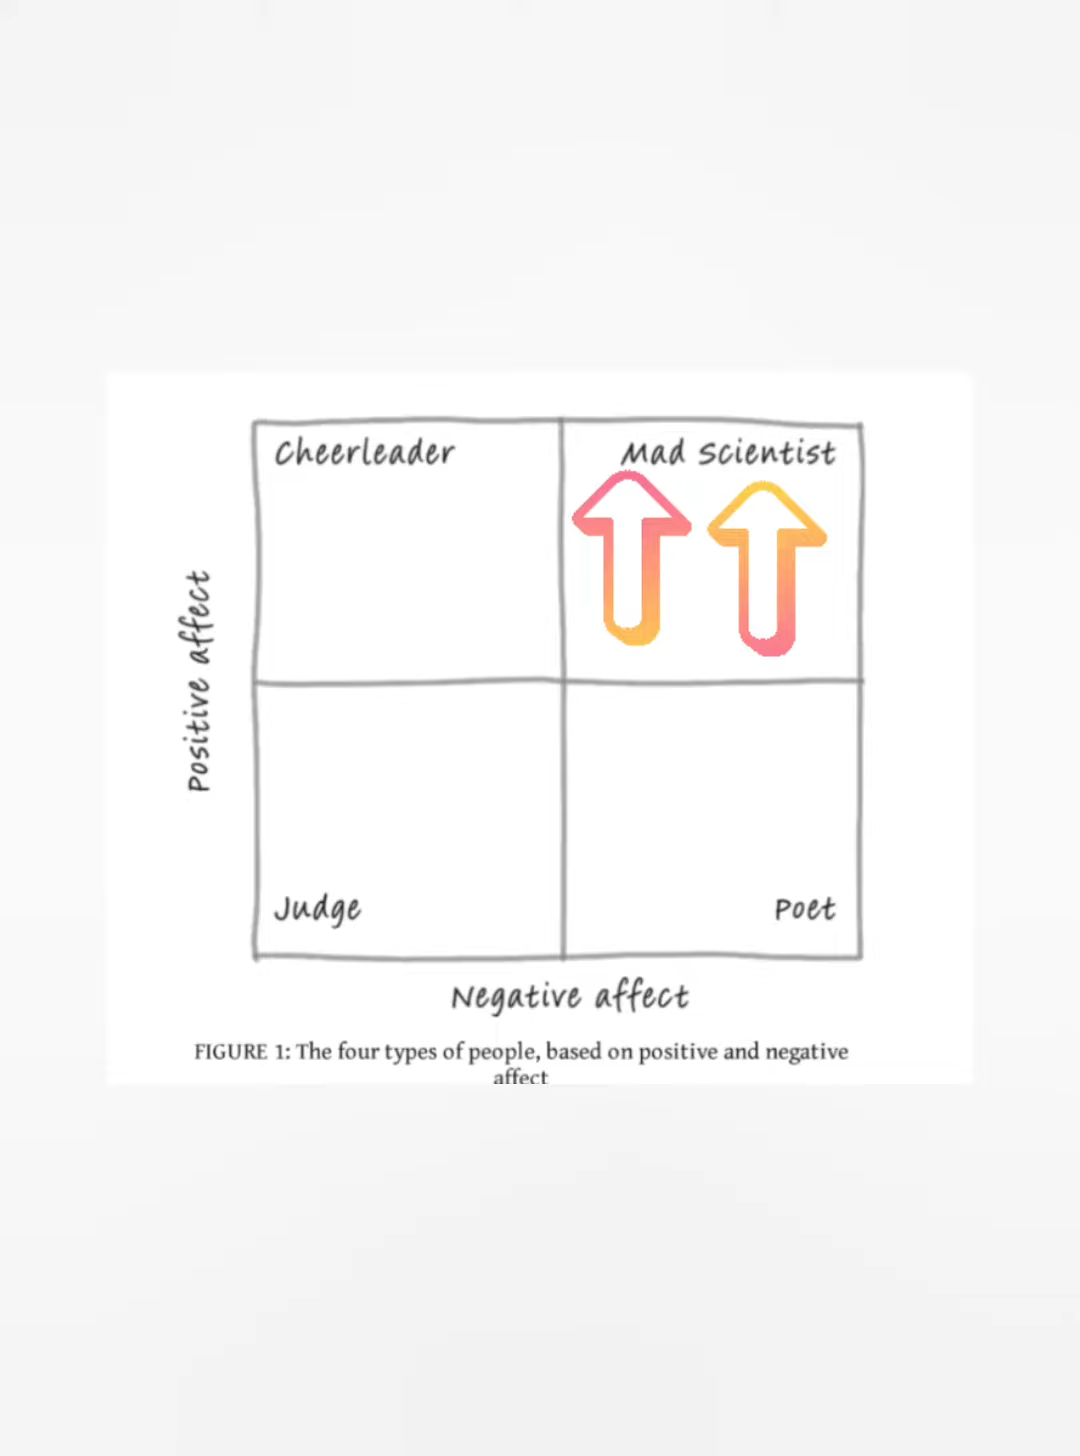 Cheerleader
Mad Scientist
Positive affect
Judge
Poet
Negative affect
FIGURE 1: The four types of people, based on positive and negative
affect